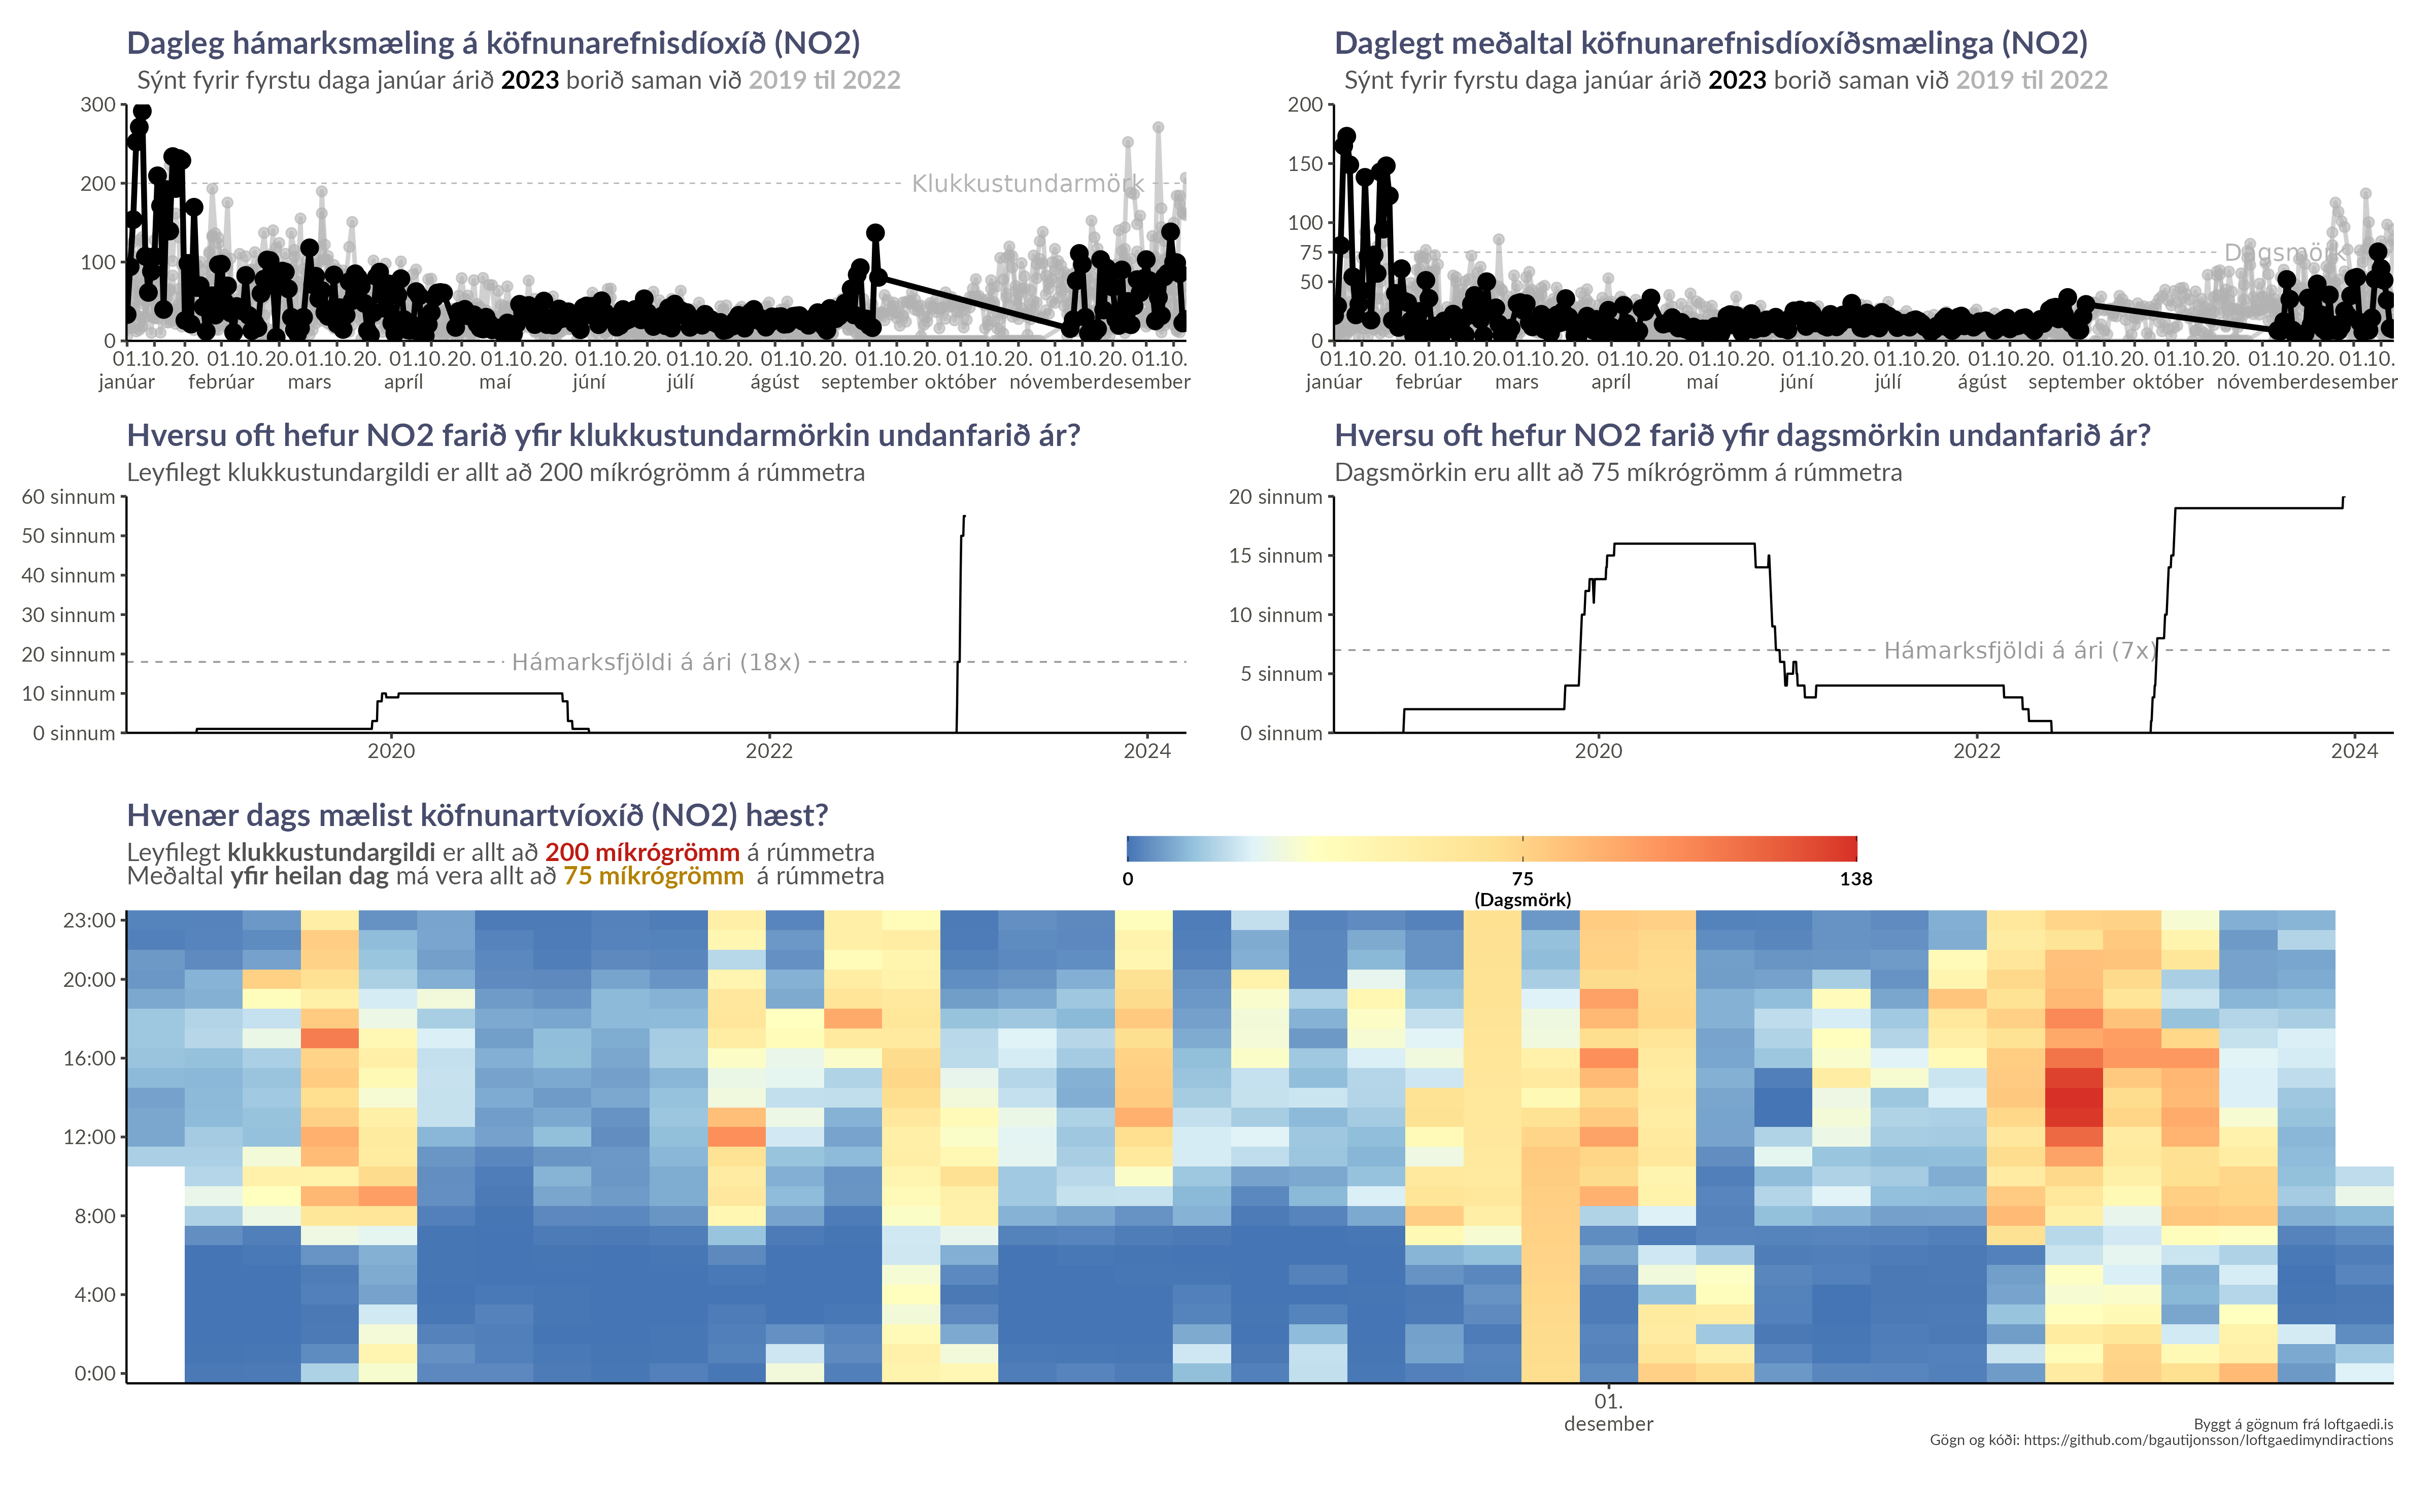 Dagleg hámarksmæling á köfnunarefnisdíoxíð (NO2)
Sýnt fyrir fyrstu daga janúar árið 2023 borið saman við 2019 til 2022
300
200
100
0
Klukkustundarmörk
01. 10. 20. 01. 10. 20. 01. 10. 20. 01. 10. 20. 01. 10. 20. 01. 10. 20. 01. 10. 20. 01. 10. 20. 01. 10. 20. 01. 10. 20. 01. 10. 20. 01. 10.
janúar febrúar mars apríl maí júní júlí ágúst september október nóvember desember
Daglegt meðaltal köfnunarefnisdíoxíðsmælinga (NO2)
Sýnt fyrir fyrstu daga janúar árið 2023 borið saman við 2019 til 2022
200
150
100
75
50
0
Dagsmörk
01. 10. 20. 01. 10. 20. 01. 10. 20. 01. 10. 20. 01. 10. 20. 01. 10. 20. 01. 10. 20. 01. 10. 20. 01. 10. 20. 01. 10. 20. 01. 10. 20. 01. 10.
janúar febrúar mars apríl maí júní júlí ágúst september október nóvember desember
Hversu oft hefur NO2 farið yfir klukkustundarmörkin undanfarið ár?
Leyfilegt klukkustundargildi er allt að 200 míkrógrömm á rúmmetra
60 sinnum
50 sinnum
40 sinnum
30 sinnum
20 sinnum
10 sinnum
0 sinnum
Hámarksfjöldi á ári (18x)
2020 2022 2024
Hversu oft hefur NO2 farið yfir dagsmörkin undanfarið ár?
Dagsmörkin eru allt að 75 míkrógrömm á rúmmetra
20 sinnum
15 sinnum
10 sinnum
5 sinnum
0 sinnum
Hámarksfjöldi á ári (7x)
2020 2022 2024
Hvenær dags mælist köfnunartvíoxíð (NO2) hæst?
Leyfilegt klukkustundargildi er allt að 200 míkrógrömm á rúmmetra
Meðaltal yfir heilan dag má vera allt að 75 míkrógrömm á rúmmetra
0 75 138
(Dagsmörk)
23:00
20:00
16:00
12:00
8:00
4:00
0:00
01.
desember
Byggt á gögnum frá loftgaedi.is
Gögn og kóði: https://github.com/bgautijonsson/loftgaedimyndiractions